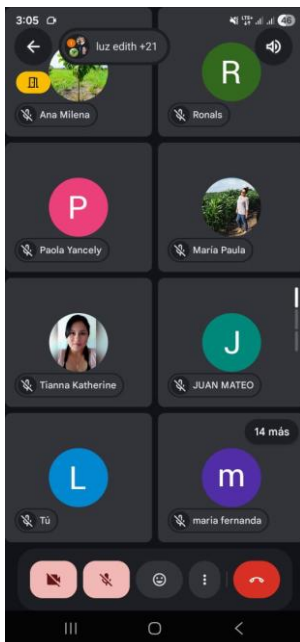 3:05
luz edith +21
Ana Milena
R
Ronals
P
Paola Yancely
María Paula
Tianna Katherine
J
JUAN MATEO
14 más
L
Tú
m
maria fernanda